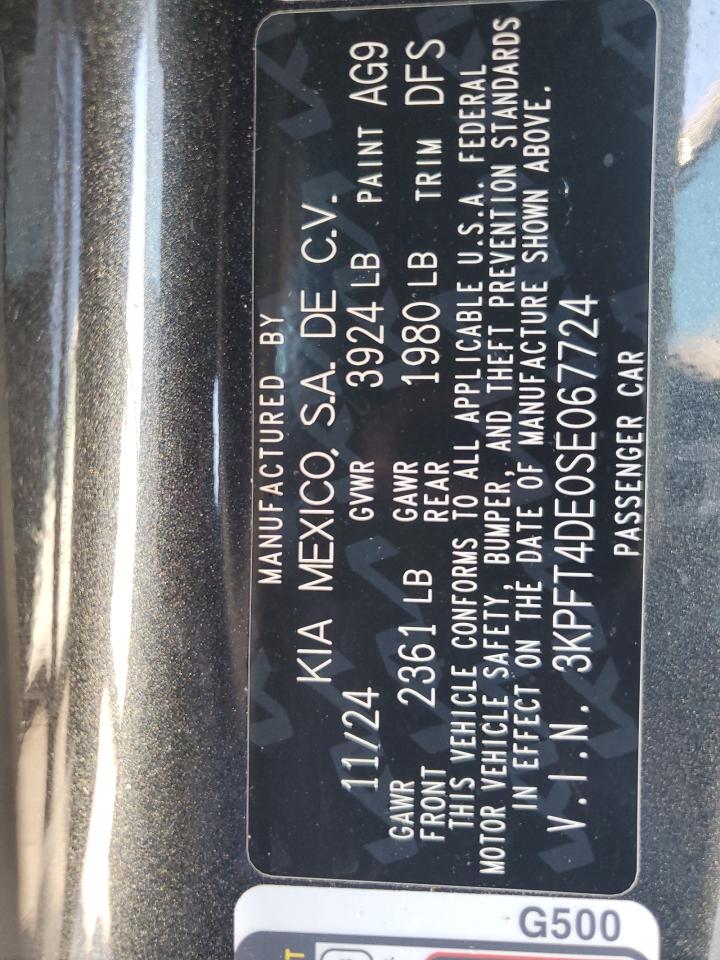 MANUFACTURED BY
KIA MEXICO, S.A. DE C.V.
11/24 GVWR 3924 LB PAINT AG9
GAWR FRONT 2361 LB GAWR REAR 1980 LB TRIM DFS
THIS VEHICLE CONFORMS TO ALL APPLICABLE U.S.A. FEDERAL
MOTOR VEHICLE SAFETY, BUMPER, AND THEFT PREVENTION STANDARDS
IN EFFECT ON THE DATE OF MANUFACTURE SHOWN ABOVE.
V.I.N. 3KPFT4DE0SE067724
PASSENGER CAR
G500